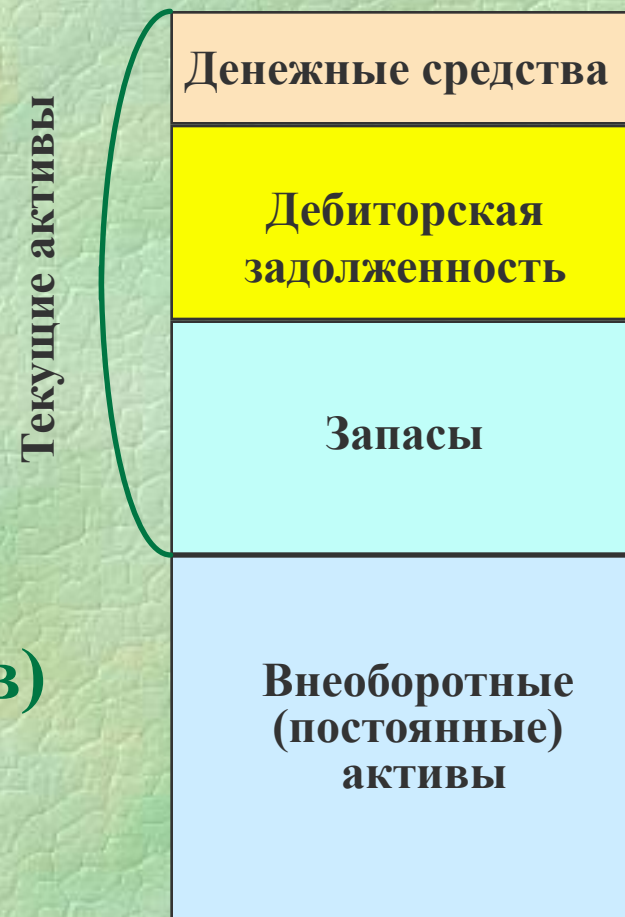 Текущие активы
Денежные средства
Дебиторская
задолженность
Запасы
в)
Внеоборотные
(постоянные)
активы